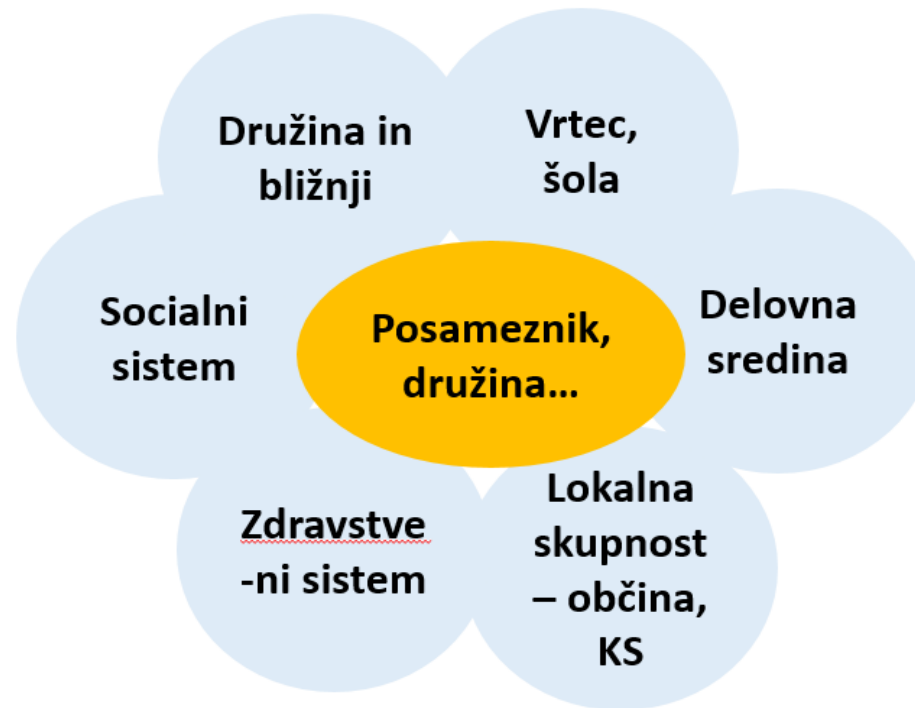 Družina in
bližnji
Vrtec,
šola
Socialni
sistem
Posameznik,
družina...
Delovna
sredina
Zdravstve
-ni sistem
Lokalna
skupnost
– občina,
KS